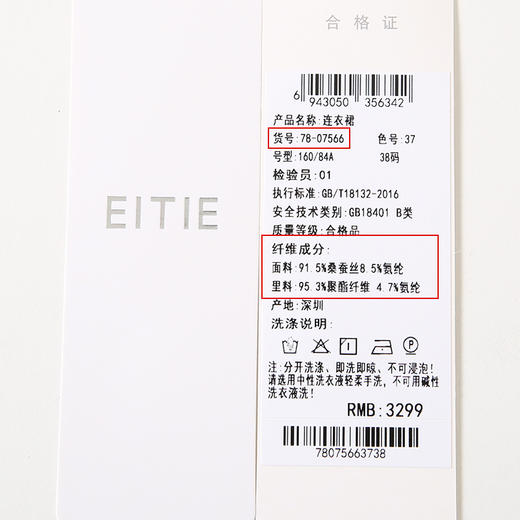 EITIE
合格证
6 943050 356342
产品名称:连衣裙
货号:78-07566 色号:37
号型:160/84A 38码
检验员:01
执行标准:GB/T18132-2016
安全技术类别:GB18401 B类
质量等级:合格品
纤维成分:
面料:91.5%桑蚕丝8.5%氨纶
里料:95.3%聚酯纤维 4.7%氨纶
产地:深圳
洗涤说明:
注:分开洗涤、即洗即晾、不可浸泡!
请选用中性洗衣液轻柔手洗,不可用碱性
洗衣液洗!
RMB:3299
78075663738